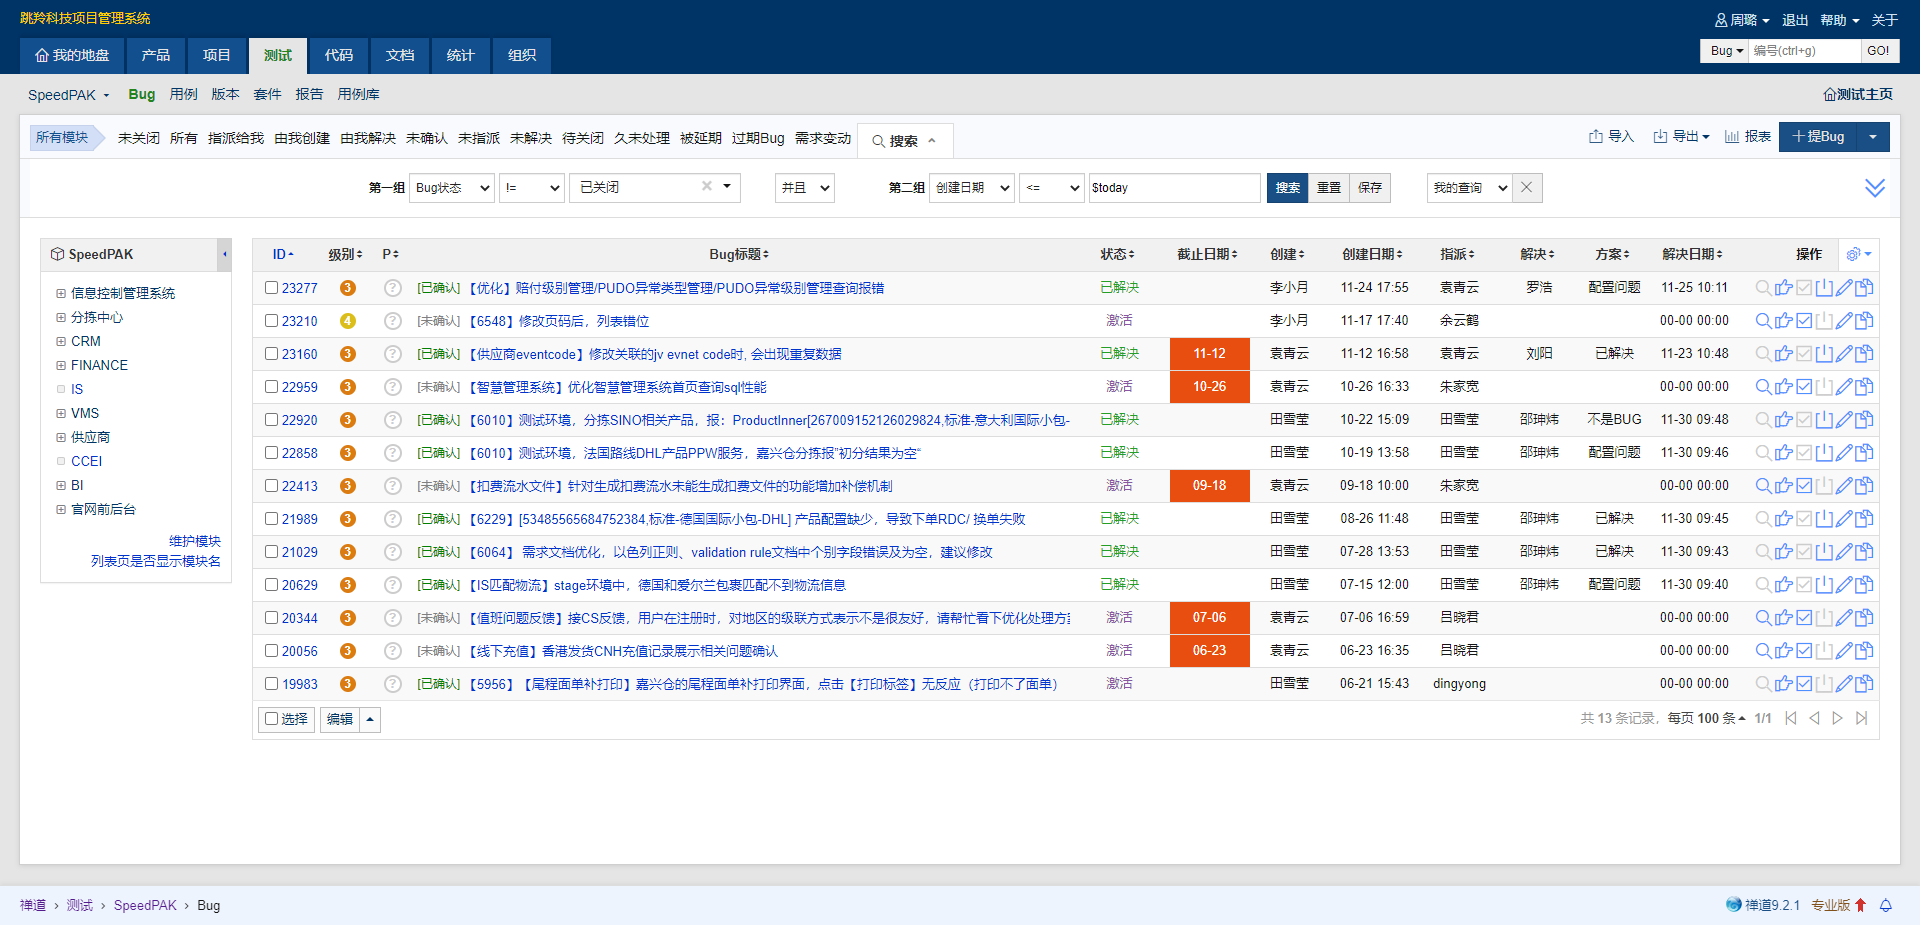 跳羚科技项目管理系统
周璐 退出 帮助 关于
我的地盘 产品 项目 测试 代码 文档 统计 组织
Bug 编号(ctrl+g) GO!
SpeedPAK Bug 用例 版本 套件 报告 用例库 测试主页
所有模块 未关闭 所有 指派给我 由我创建 由我解决 未确认 未指派 未解决 待关闭 久未处理 被延期 过期Bug 需求变动 搜索 导入 导出 报表 提Bug
第一组 Bug状态 != 已关闭 并且 第二组 创建日期 <= $today 搜索 重置 保存 我的查询
SpeedPAK
信息控制管理系统
分拣中心
CRM
FINANCE
IS
VMS
供应商
CCEI
BI
官网前后台
维护模块
列表页是否显示模块名
ID 级别 P Bug标题 状态 截止日期 创建 创建日期 指派 解决 方案 解决日期 操作
23277 3 ? [已确认] 【优化】赔付级别管理/PUDO异常类型管理/PUDO异常级别管理查询报错 已解决 李小月 11-24 17:55 袁青云 罗浩 配置问题 11-25 10:11
23210 4 ? [未确认] 【6548】修改页码后，列表错位 激活 李小月 11-17 17:40 余云鹤 00-00 00:00
23160 3 ? [已确认] 【供应商eventcode】修改关联的jv evnet code时, 会出现重复数据 已解决 11-12 袁青云 11-12 16:58 袁青云 刘阳 已解决 11-23 10:48
22959 3 ? [未确认] 【智慧管理系统】优化智慧管理系统首页查询sql性能 激活 10-26 袁青云 10-26 16:33 朱家宽 00-00 00:00
22920 3 ? [已确认] 【6010】测试环境，分拣SINO相关产品，报：ProductInner[267009152126029824,标准-意大利国际小包- 已解决 田雪莹 10-22 15:09 田雪莹 邵珅炜 不是BUG 11-30 09:48
22858 3 ? [已确认] 【6010】测试环境，法国路线DHL产品PPW服务，嘉兴仓分拣报”初分结果为空“ 已解决 田雪莹 10-19 13:58 田雪莹 邵珅炜 配置问题 11-30 09:46
22413 3 ? [未确认] 【扣费流水文件】针对生成扣费流水未能生成扣费文件的功能增加补偿机制 激活 09-18 袁青云 09-18 10:00 朱家宽 00-00 00:00
21989 3 ? [已确认] 【6229】[53485565684752384,标准-德国国际小包-DHL] 产品配置缺少，导致下单RDC/ 换单失败 已解决 田雪莹 08-26 11:48 田雪莹 邵珅炜 已解决 11-30 09:45
21029 3 ? [已确认] 【6064】 需求文档优化，以色列正则、validation rule文档中个别字段错误及为空，建议修改 已解决 田雪莹 07-28 13:53 田雪莹 邵珅炜 已解决 11-30 09:43
20629 3 ? [已确认] 【IS匹配物流】stage环境中，德国和爱尔兰包裹匹配不到物流信息 已解决 田雪莹 07-15 12:00 田雪莹 邵珅炜 配置问题 11-30 09:40
20344 3 ? [未确认] 【值班问题反馈】接CS反馈，用户在注册时，对地区的级联方式表示不是很友好，请帮忙看下优化处理方案 激活 07-06 袁青云 07-06 16:59 吕晓君 00-00 00:00
20056 3 ? [未确认] 【线下充值】香港发货CNH充值记录展示相关问题确认 激活 06-23 袁青云 06-23 16:35 吕晓君 00-00 00:00
19983 3 ? [已确认] 【5956】【尾程面单补打印】嘉兴仓的尾程面单补打印界面，点击【打印标签】无反应（打印不了面单） 激活 田雪莹 06-21 15:43 dingyong 00-00 00:00
选择 编辑 共 13 条记录， 每页 100 条 1/1
禅道 › 测试 › SpeedPAK › Bug 禅道9.2.1 专业版